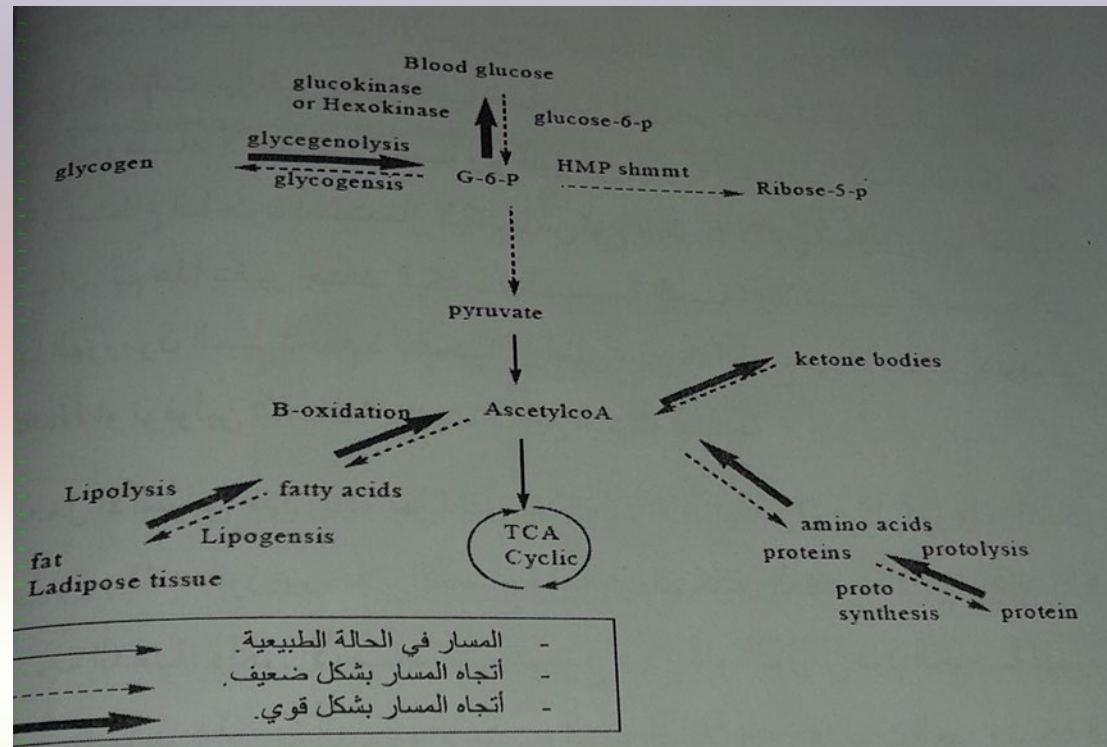 Blood glucose
glucokinase
or Hexokinase
glucose-6-p
glycegenolysis
glycogen
glycogensis
G-6-P
HMP shmmt
Ribose-5-p
pyruvate
ketone bodies
B-oxidation
AscetylcoA
Lipolysis
fatty acids
Lipogensis
TCA
Cyclic
amino acids
proteins
protolysis
fat
Ladipose tissue
proto
synthesis
protein
- المسار في الحالة الطبيعية.
- أتجاه المسار بشكل ضعيف.
- أتجاه المسار بشكل قوي.